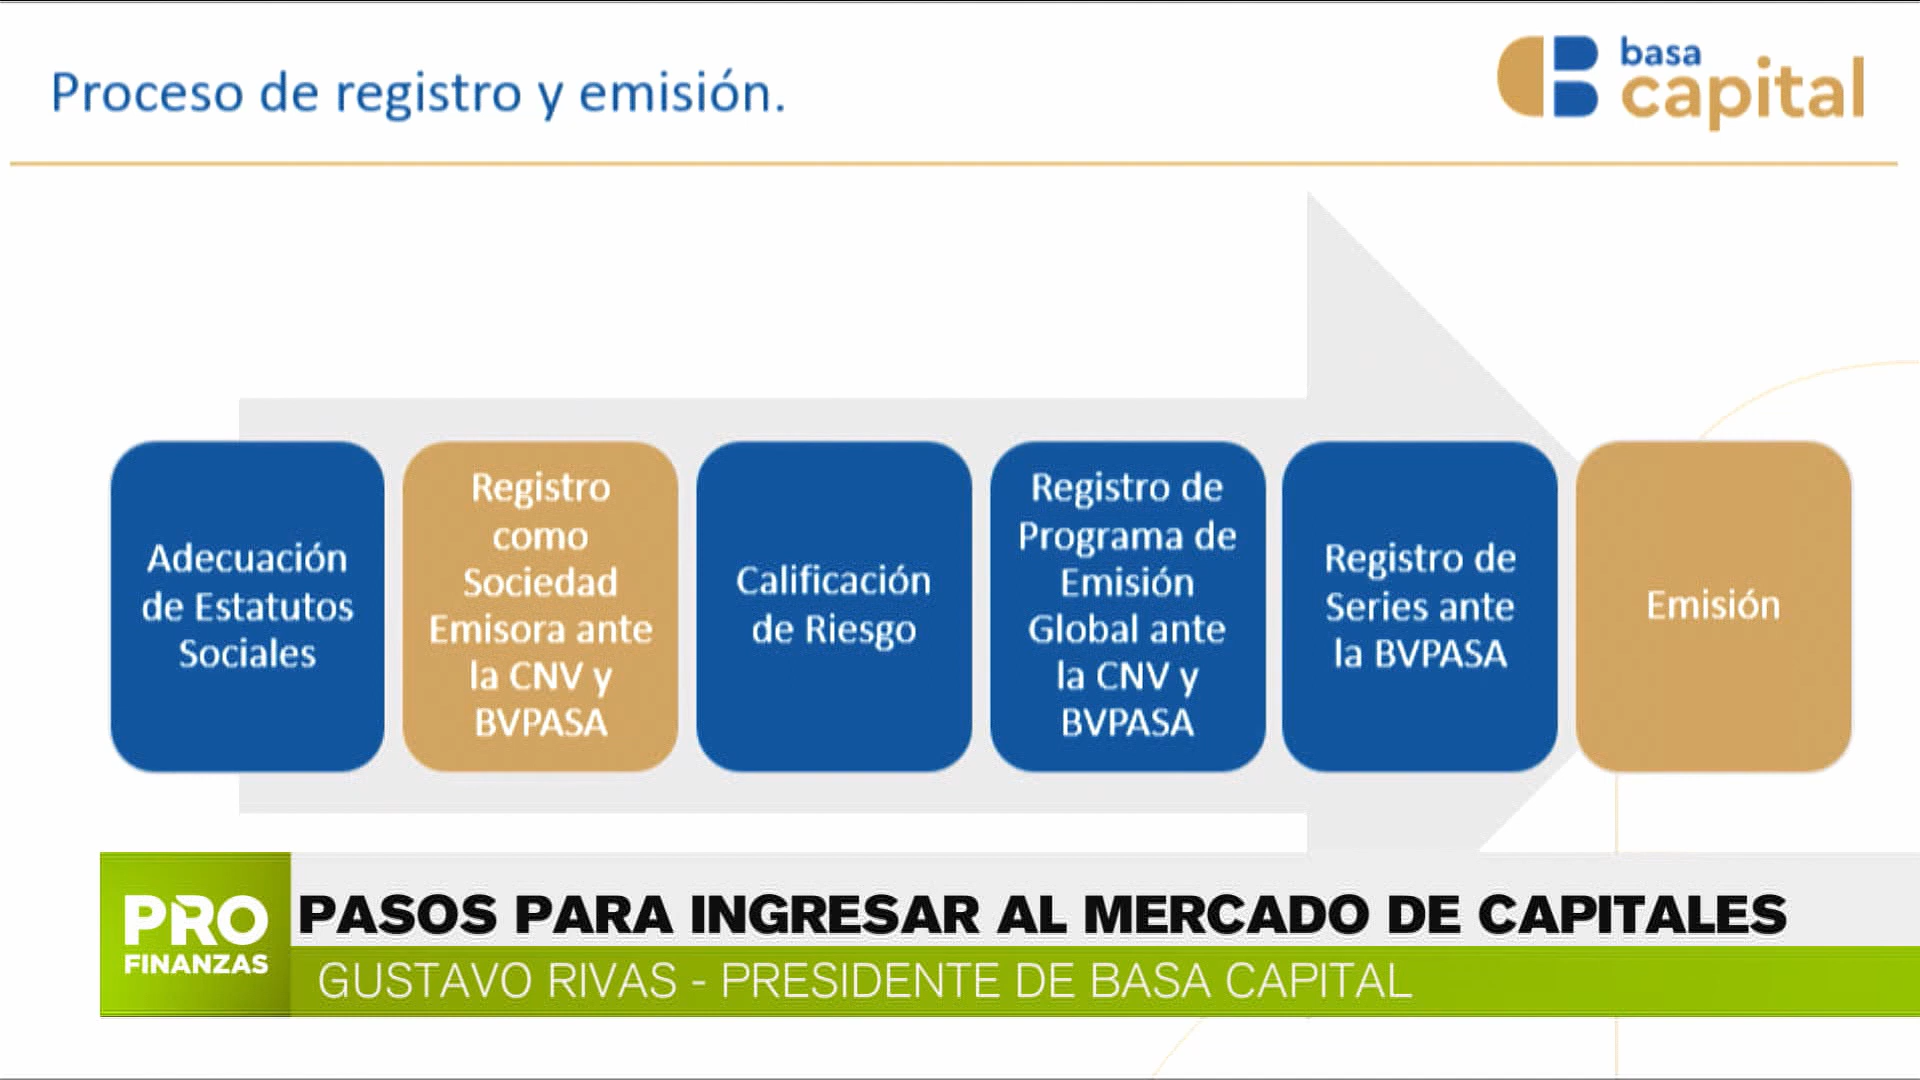 Proceso de registro y emisión.
basa
capital
Adecuación
de Estatutos
Sociales
Registro
como
Sociedad
Emisora ante
la CNV y
BVPASA
Calificación
de Riesgo
Registro de
Programa de
Emisión
Global ante
la CNV y
BVPASA
Registro de
Series ante
la BVPASA
Emisión
PRO
FINANZAS
PASOS PARA INGRESAR AL MERCADO DE CAPITALES
GUSTAVO RIVAS - PRESIDENTE DE BASA CAPITAL